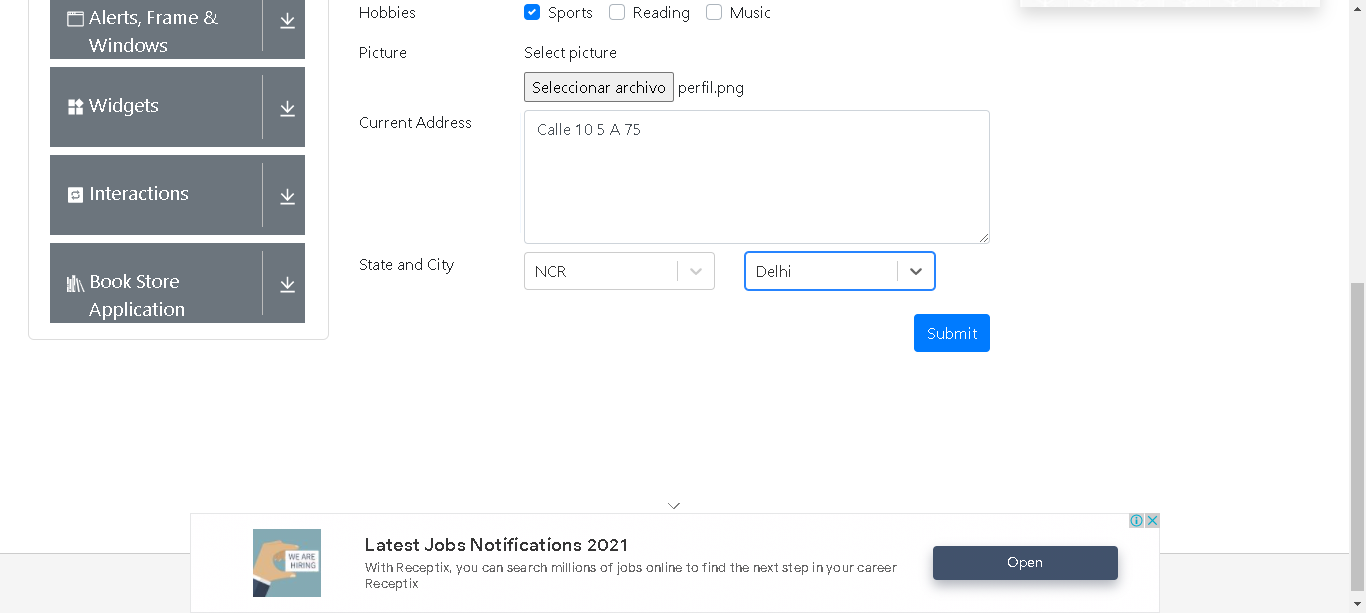 Alerts, Frame &
Windows
Widgets
Interactions
Book Store
Application
Hobbies
Sports Reading Music
Picture
Select picture
Seleccionar archivo perfil.png
Current Address
Calle 10 5 A 75
State and City
NCR
Delhi
Submit
WE ARE
HIRING
Latest Jobs Notifications 2021
With Receptix, you can search millions of jobs online to find the next step in your career
Receptix
Open